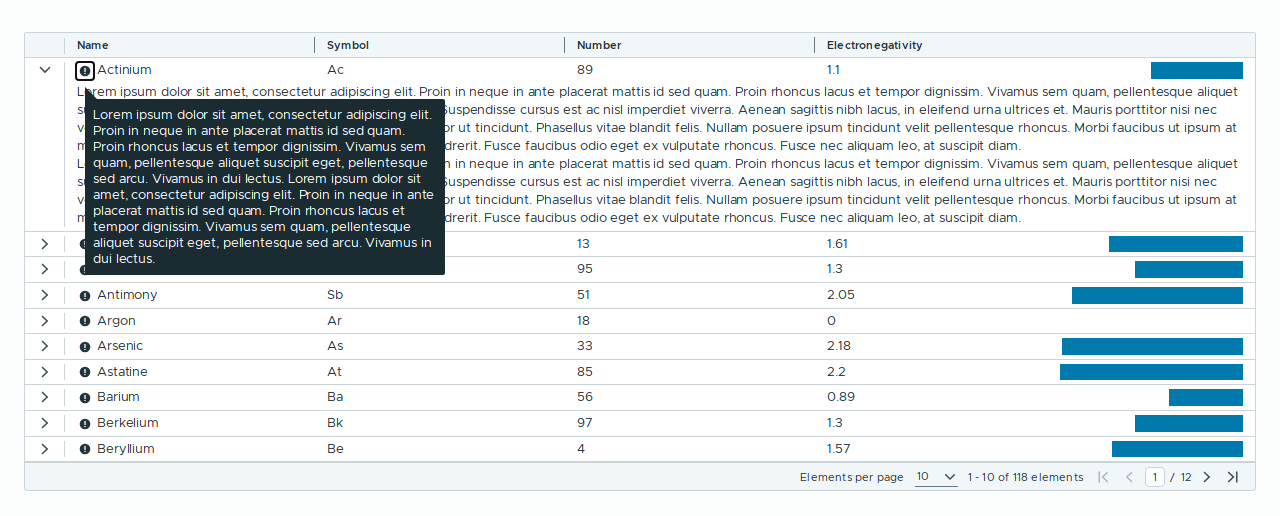 Name Symbol Number Electronegativity
Actinium Ac 89 1.1
Lorem ipsum dolor sit amet, consectetur adipiscing elit. Proin in neque in ante placerat mattis id sed quam. Proin rhoncus lacus et tempor dignissim. Vivamus sem quam, pellentesque aliquet
Suspendisse cursus est ac nisl imperdiet viverra. Aenean sagittis nibh lacus, in eleifend urna ultrices et. Mauris porttitor nisi nec
or ut tincidunt. Phasellus vitae blandit felis. Nullam posuere ipsum tincidunt velit pellentesque rhoncus. Morbi faucibus ut ipsum at
drerit. Fusce faucibus odio eget ex vulputate rhoncus. Fusce nec aliquam leo, at suscipit diam.
in neque in ante placerat mattis id sed quam. Proin rhoncus lacus et tempor dignissim. Vivamus sem quam, pellentesque aliquet
Suspendisse cursus est ac nisl imperdiet viverra. Aenean sagittis nibh lacus, in eleifend urna ultrices et. Mauris porttitor nisi nec
or ut tincidunt. Phasellus vitae blandit felis. Nullam posuere ipsum tincidunt velit pellentesque rhoncus. Morbi faucibus ut ipsum at
drerit. Fusce faucibus odio eget ex vulputate rhoncus. Fusce nec aliquam leo, at suscipit diam.
Lorem ipsum dolor sit amet, consectetur adipiscing elit.
Proin in neque in ante placerat mattis id sed quam.
Proin rhoncus lacus et tempor dignissim. Vivamus sem
quam, pellentesque aliquet suscipit eget, pellentesque
sed arcu. Vivamus in dui lectus. Lorem ipsum dolor sit
amet, consectetur adipiscing elit. Proin in neque in ante
placerat mattis id sed quam. Proin rhoncus lacus et
tempor dignissim. Vivamus sem quam, pellentesque
aliquet suscipit eget, pellentesque sed arcu. Vivamus in
dui lectus.
13 1.61
95 1.3
Antimony Sb 51 2.05
Argon Ar 18 0
Arsenic As 33 2.18
Astatine At 85 2.2
Barium Ba 56 0.89
Berkelium Bk 97 1.3
Beryllium Be 4 1.57
Elements per page 10 1 - 10 of 118 elements 1 / 12